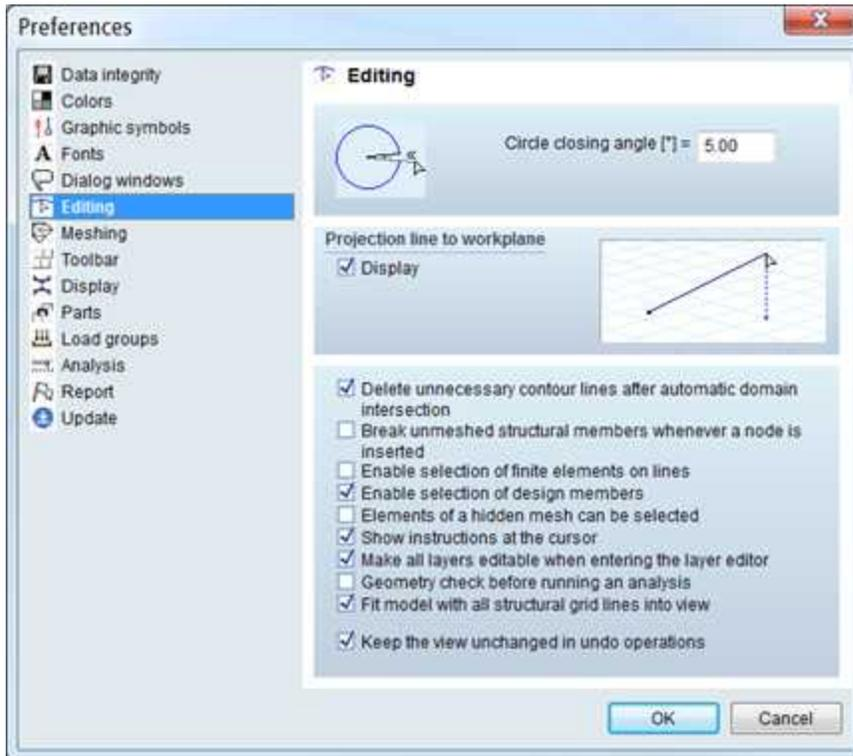 Preferences
Data integrity
Colors
Graphic symbols
Fonts
Dialog windows
Editing
Meshing
Toolbar
Display
Parts
Load groups
Analysis
Report
Update
Editing
Circle closing angle [°] = 5.00
Projection line to workplane
Display
Delete unnecessary contour lines after automatic domain
intersection
Break unmeshed structural members whenever a node is
inserted
Enable selection of finite elements on lines
Enable selection of design members
Elements of a hidden mesh can be selected
Show instructions at the cursor
Make all layers editable when entering the layer editor
Geometry check before running an analysis
Fit model with all structural grid lines into view
Keep the view unchanged in undo operations
OK Cancel